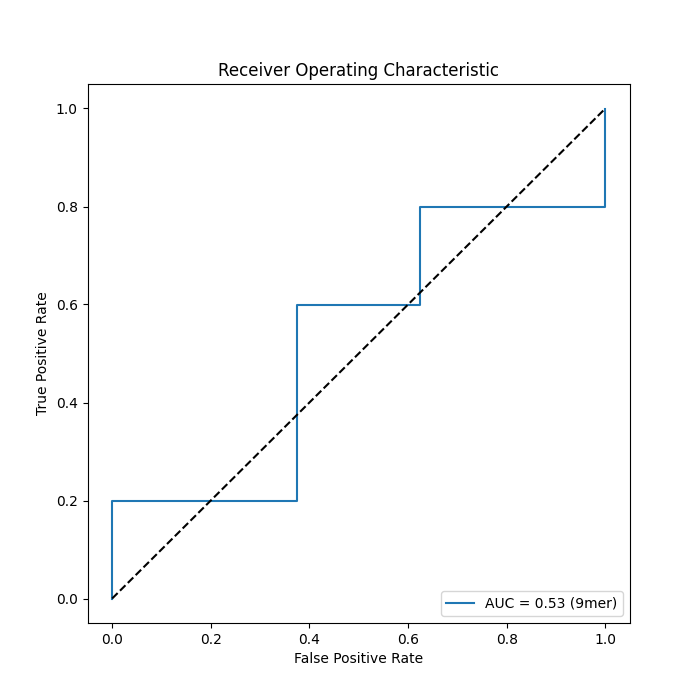 Receiver Operating Characteristic
1.0
0.8
0.6
0.4
0.2
0.0
True Positive Rate
AUC = 0.53 (9mer)
0.0 0.2 0.4 0.6 0.8 1.0
False Positive Rate